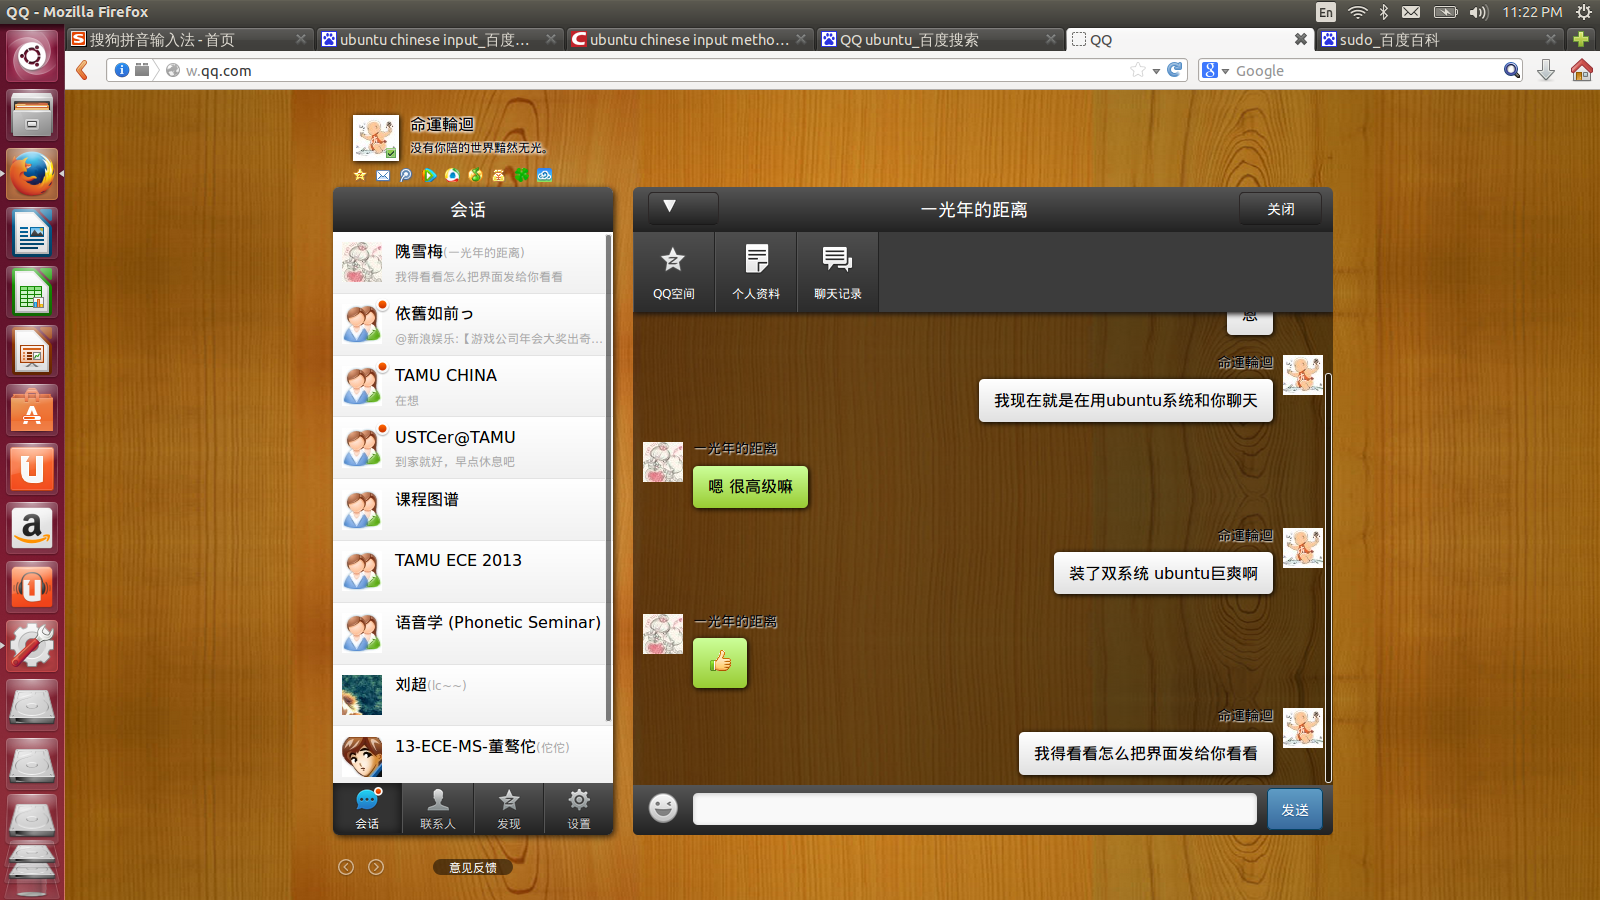 QQ - Mozilla Firefox
En
11:22 PM
搜狗拼音输入法 - 首页
ubuntu chinese input_百度...
ubuntu chinese input metho...
QQ ubuntu_百度搜索
QQ
sudo_百度百科
w.qq.com
Google
命運輪迴
没有你陪的世界黯然无光。
会话
隗雪梅(一光年的距离)
我得看看怎么把界面发给你看看
依舊如前っ
@新浪娱乐:【游戏公司年会大奖出奇...
TAMU CHINA
在想
USTCer@TAMU
到家就好，早点休息吧
课程图谱
TAMU ECE 2013
语音学 (Phonetic Seminar)
刘超(lc~~)
13-ECE-MS-董骜佗(佗佗)
会话
联系人
发现
设置
意见反馈
一光年的距离
关闭
QQ空间
个人资料
聊天记录
恩
命運輪迴
我现在就是在用ubuntu系统和你聊天
一光年的距离
嗯 很高级嘛
命運輪迴
装了双系统 ubuntu巨爽啊
一光年的距离
命運輪迴
我得看看怎么把界面发给你看看
发送